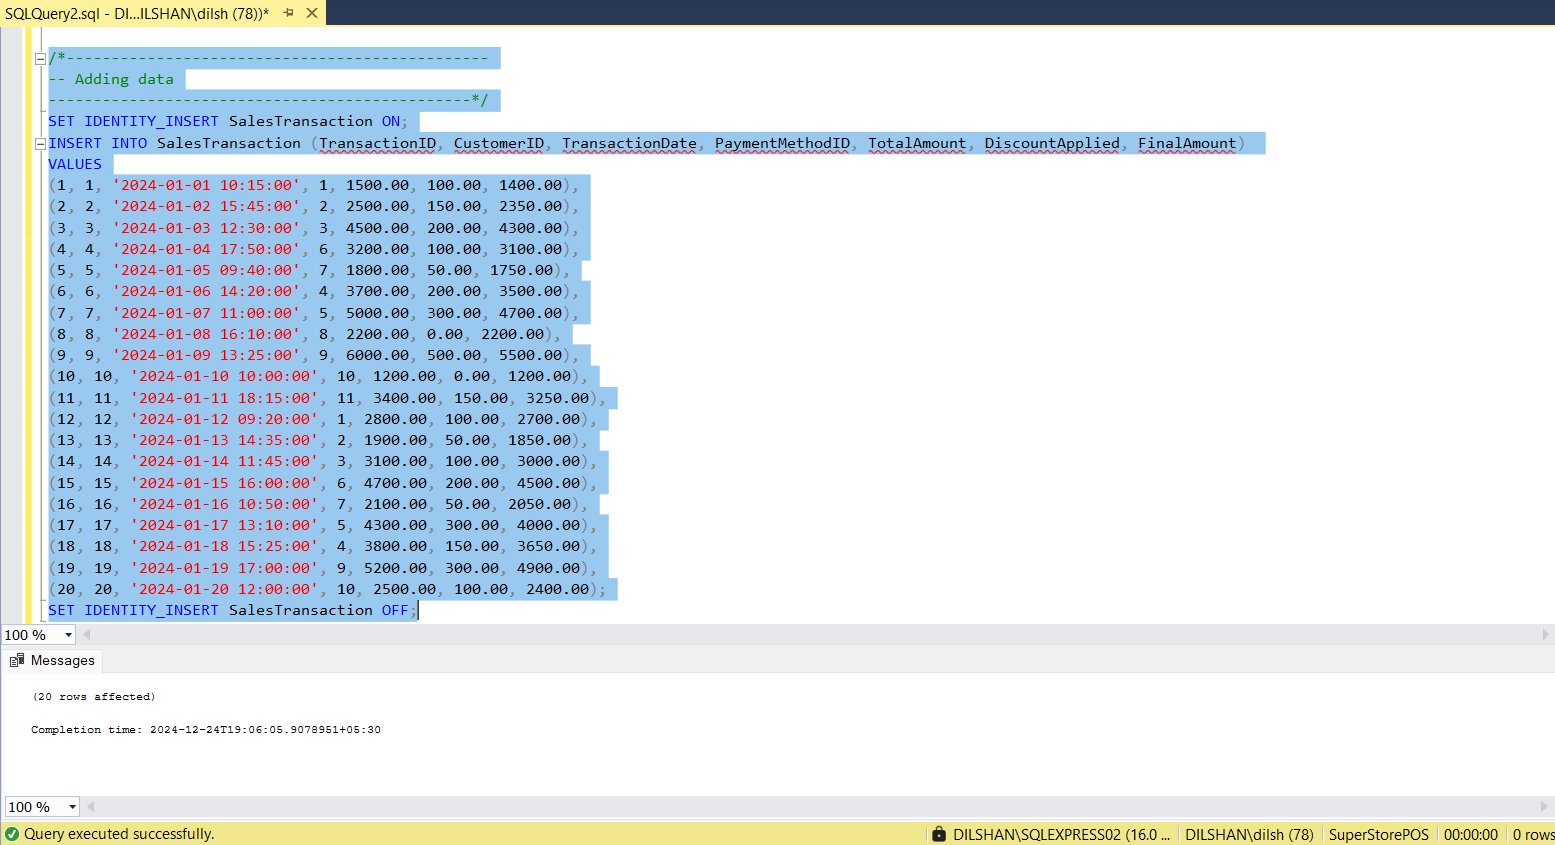 SQLQuery2.sql - DI...ILSHAN\dilsh (78))*
/*-----------------------------------------------
-- Adding data
-----------------------------------------------*/
SET IDENTITY_INSERT SalesTransaction ON;
INSERT INTO SalesTransaction (TransactionID, CustomerID, TransactionDate, PaymentMethodID, TotalAmount, DiscountApplied, FinalAmount)
VALUES
(1, 1, '2024-01-01 10:15:00', 1, 1500.00, 100.00, 1400.00),
(2, 2, '2024-01-02 15:45:00', 2, 2500.00, 150.00, 2350.00),
(3, 3, '2024-01-03 12:30:00', 3, 4500.00, 200.00, 4300.00),
(4, 4, '2024-01-04 17:50:00', 6, 3200.00, 100.00, 3100.00),
(5, 5, '2024-01-05 09:40:00', 7, 1800.00, 50.00, 1750.00),
(6, 6, '2024-01-06 14:20:00', 4, 3700.00, 200.00, 3500.00),
(7, 7, '2024-01-07 11:00:00', 5, 5000.00, 300.00, 4700.00),
(8, 8, '2024-01-08 16:10:00', 8, 2200.00, 0.00, 2200.00),
(9, 9, '2024-01-09 13:25:00', 9, 6000.00, 500.00, 5500.00),
(10, 10, '2024-01-10 10:00:00', 10, 1200.00, 0.00, 1200.00),
(11, 11, '2024-01-11 18:15:00', 11, 3400.00, 150.00, 3250.00),
(12, 12, '2024-01-12 09:20:00', 1, 2800.00, 100.00, 2700.00),
(13, 13, '2024-01-13 14:35:00', 2, 1900.00, 50.00, 1850.00),
(14, 14, '2024-01-14 11:45:00', 3, 3100.00, 100.00, 3000.00),
(15, 15, '2024-01-15 16:00:00', 6, 4700.00, 200.00, 4500.00),
(16, 16, '2024-01-16 10:50:00', 7, 2100.00, 50.00, 2050.00),
(17, 17, '2024-01-17 13:10:00', 5, 4300.00, 300.00, 4000.00),
(18, 18, '2024-01-18 15:25:00', 4, 3800.00, 150.00, 3650.00),
(19, 19, '2024-01-19 17:00:00', 9, 5200.00, 300.00, 4900.00),
(20, 20, '2024-01-20 12:00:00', 10, 2500.00, 100.00, 2400.00);
SET IDENTITY_INSERT SalesTransaction OFF;
100 %
Messages
(20 rows affected)
Completion time: 2024-12-24T19:06:05.9078951+05:30
100 %
Query executed successfully. DILSHAN\SQLEXPRESS02 (16.0 ... DILSHAN\dilsh (78) SuperStorePOS 00:00:00 0 rows